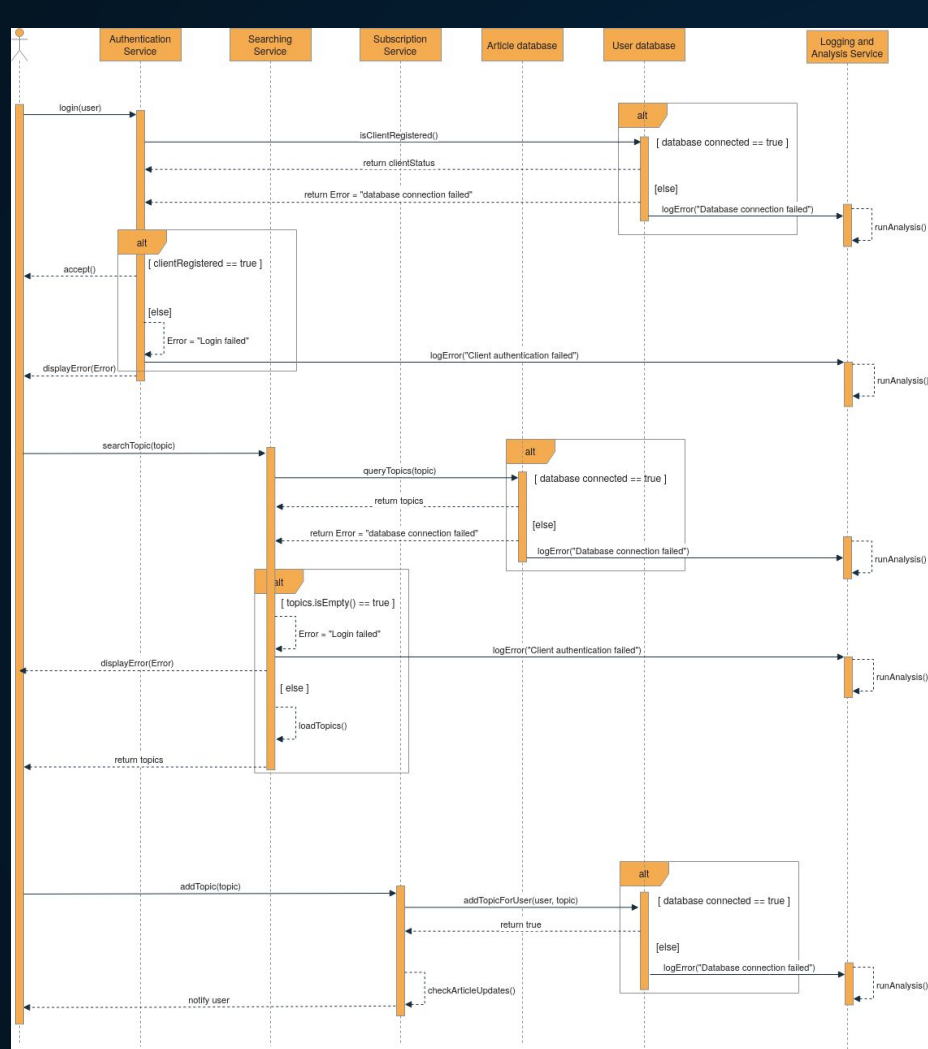 Authentication
Service
Searching
Service
Subscription
Service
Article database
User database
Logging and
Analysis Service
login(user)
alt
isClientRegistered()
[ database connected == true ]
return clientStatus
[else]
return Error = "database connection failed"
logError("Database connection failed")
runAnalysis()
alt
[ clientRegistered == true ]
accept()
[else]
Error = "Login failed"
logError("Client authentication failed")
displayError(Error)
runAnalysis()
searchTopic(topic)
alt
queryTopics(topic)
[ database connected == true ]
return topics
[else]
return Error = "database connection failed"
logError("Database connection failed")
runAnalysis()
alt
[ topics.isEmpty() == true ]
Error = "Login failed"
logError("Client authentication failed")
displayError(Error)
runAnalysis()
[ else ]
loadTopics()
return topics
alt
addTopic(topic)
addTopicForUser(user, topic)
[ database connected == true ]
return true
[else]
logError("Database connection failed")
runAnalysis()
checkArticleUpdates()
notify user